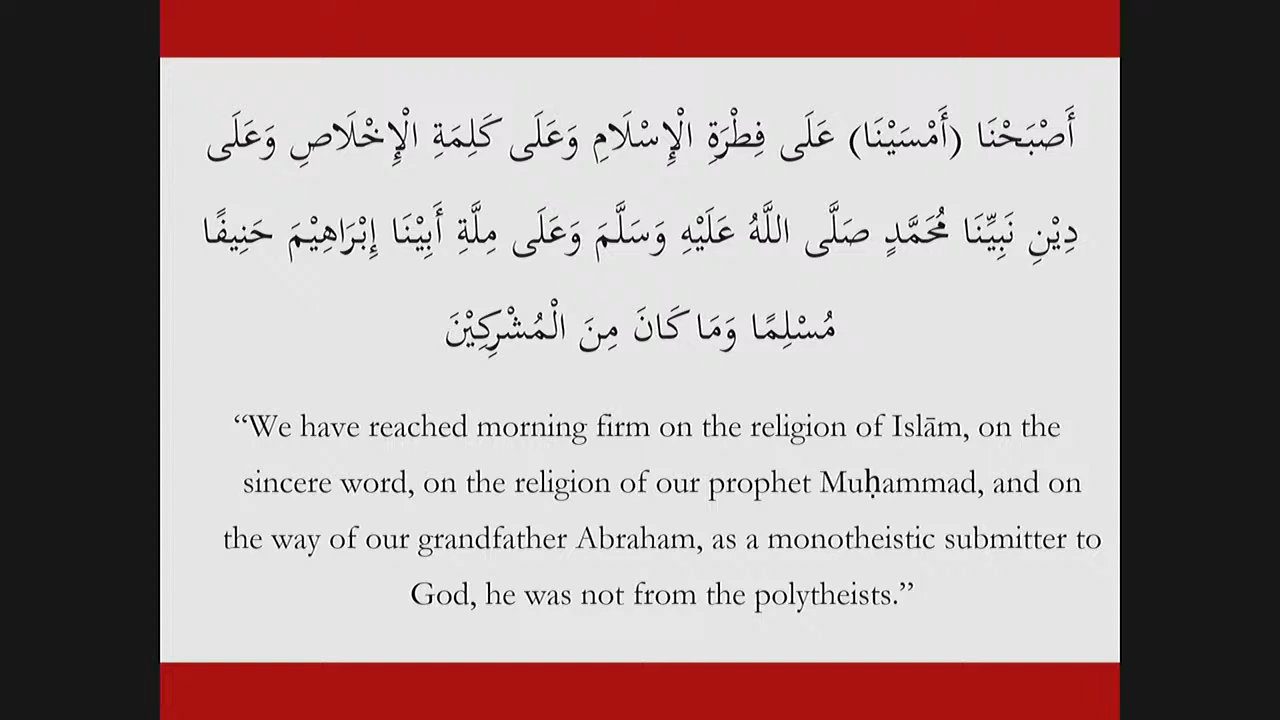 أَصْبَحْنَا (أَمْسَيْنَا) عَلَى فِطْرَةِ الْإِسْلَامِ وَعَلَى كَلِمَةِ الْإِخْلَاصِ وَعَلَى
دِيْنِ نَبِيِّنَا مُحَمَّدٍ صَلَّى اللَّهُ عَلَيْهِ وَسَلَّمَ وَعَلَى مِلَّةِ أَبِيْنَا إِبْرَاهِيْمَ حَنِيفًا
مُسْلِمًا وَمَا كَانَ مِنَ الْمُشْرِكِيْنَ
“We have reached morning firm on the religion of Islām, on the
sincere word, on the religion of our prophet Muḥammad, and on
the way of our grandfather Abraham, as a monotheistic submitter to
God, he was not from the polytheists.”